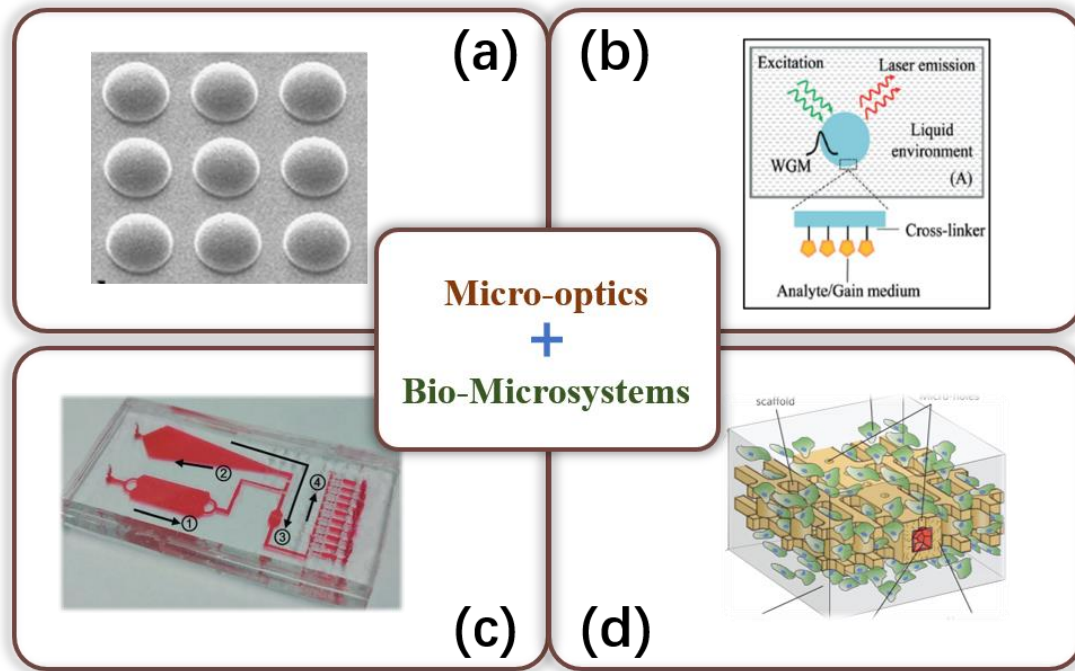 (a)
(b)
Excitation
Laser emission
WGM
Liquid
environment
(A)
Cross-linker
Analyte/Gain medium
Micro-optics
+
Bio-Microsystems
①
②
③
④
(c)
scaffold
(d)